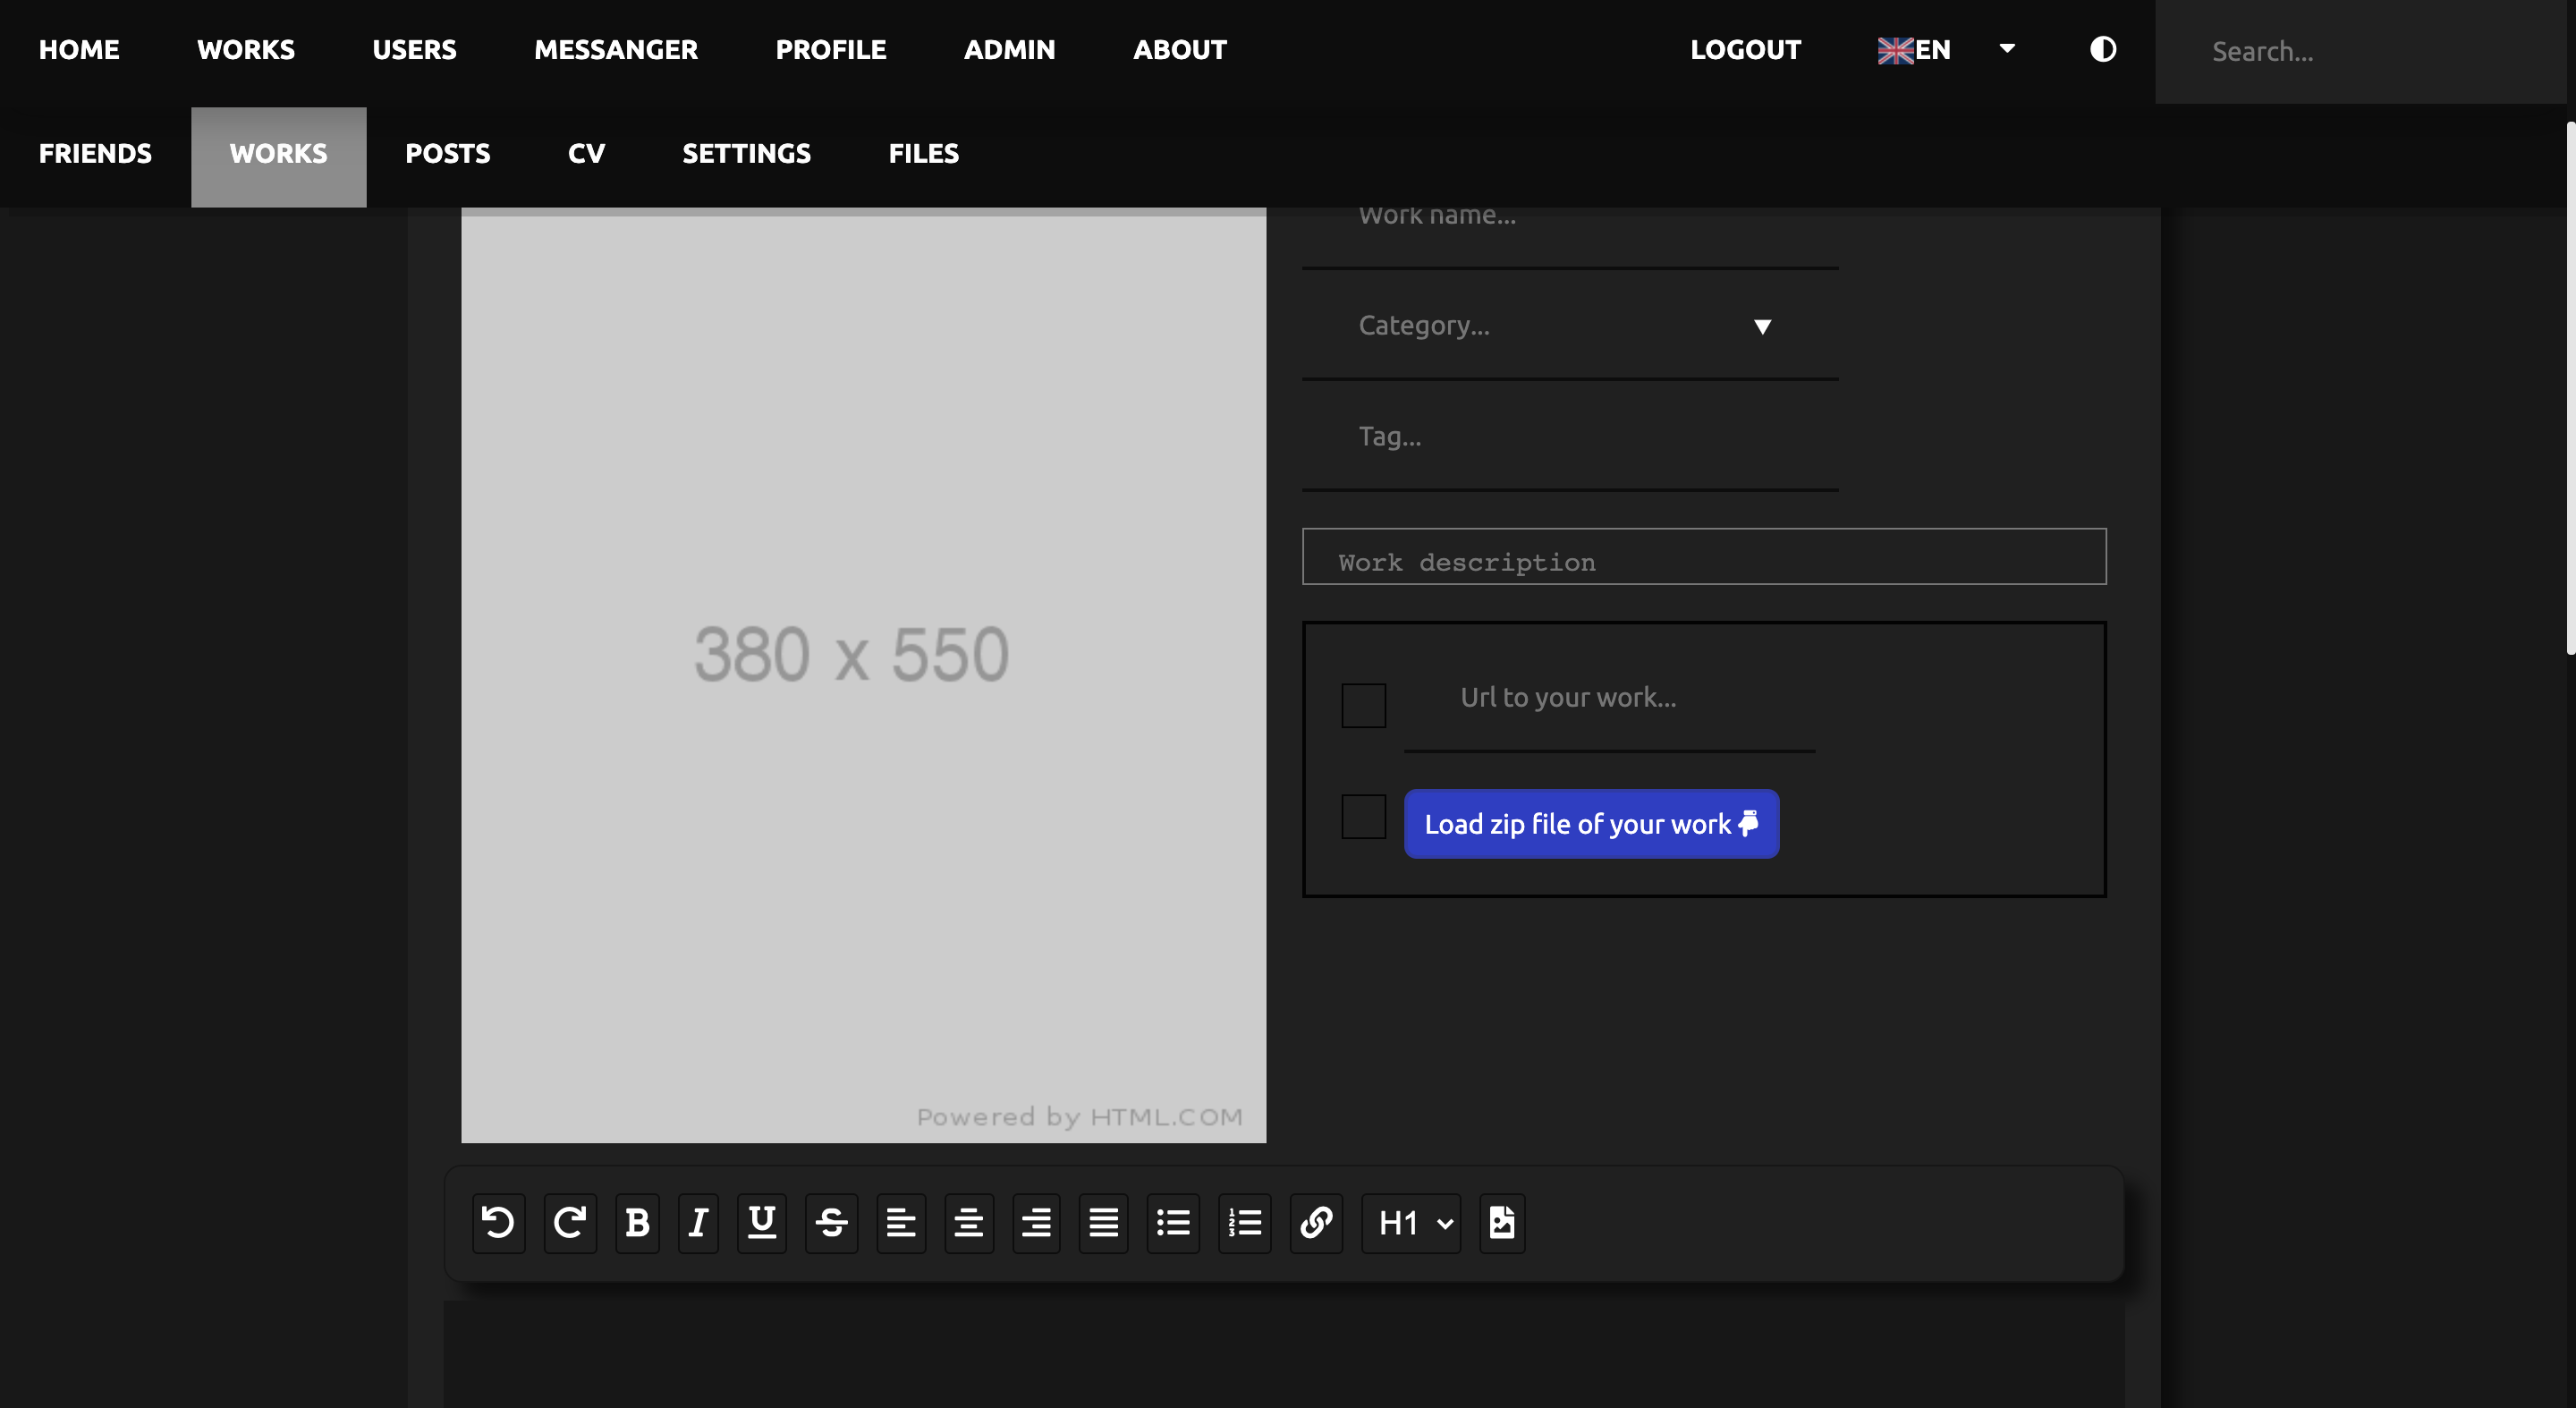 HOME WORKS USERS MESSANGER PROFILE ADMIN ABOUT LOGOUT EN Search...
FRIENDS WORKS POSTS CV SETTINGS FILES
Work name...
Category...
Tag...
Work description
380 x 550
Url to your work...
Load zip file of your work
Powered by HTML.COM
B I U S H1